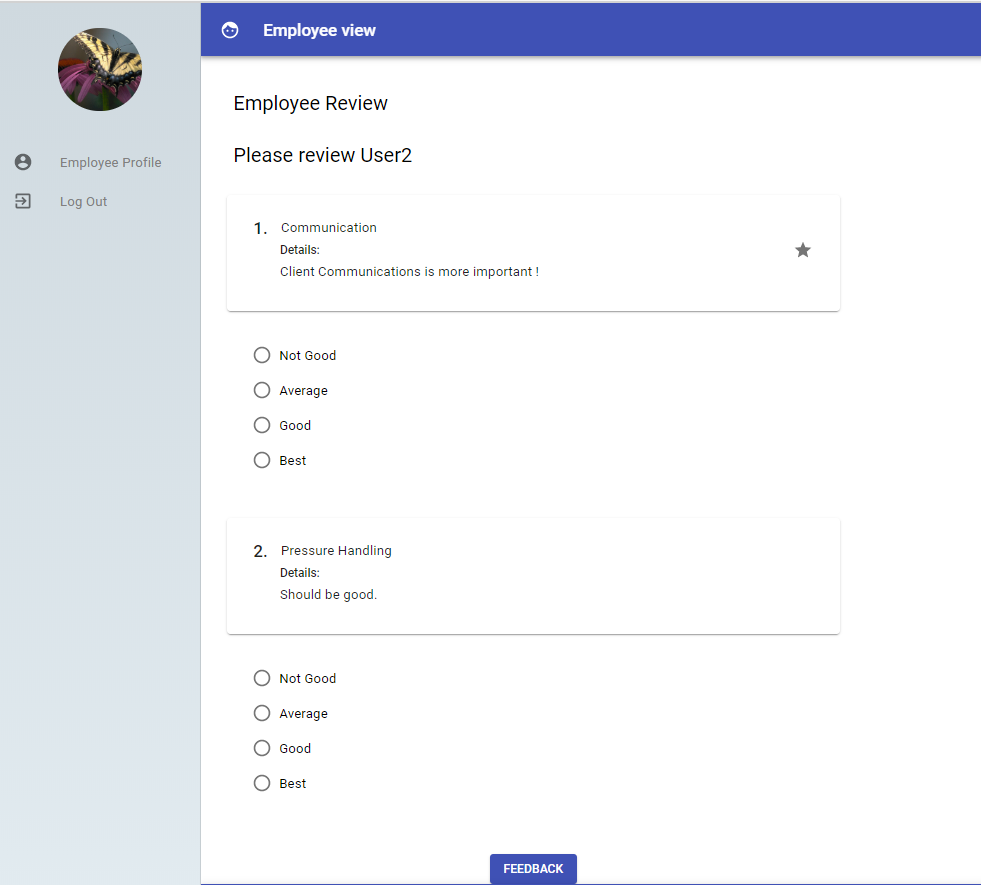 Employee view
Employee Profile
Log Out
Employee Review
Please review User2
1. Communication
Details:
Client Communications is more important !
Not Good
Average
Good
Best
2. Pressure Handling
Details:
Should be good.
Not Good
Average
Good
Best
FEEDBACK